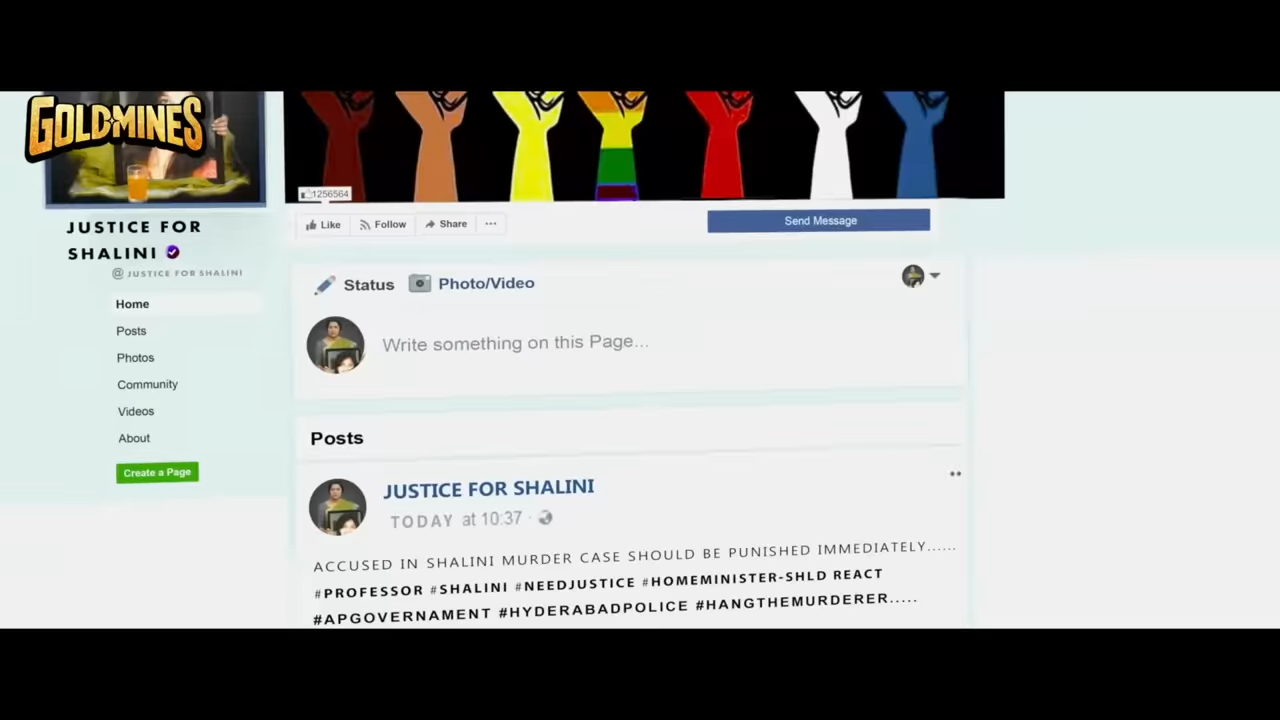 GOLDMINES
1256564
JUSTICE FOR
SHALINI
@ JUSTICE FOR SHALINI
Like Follow Share ...
Send Message
Home
Posts
Photos
Community
Videos
About
Create a Page
Status Photo/Video
Write something on this Page...
Posts
JUSTICE FOR SHALINI
TODAY at 10:37 ·
ACCUSED IN SHALINI MURDER CASE SHOULD BE PUNISHED IMMEDIATELY......
#PROFESSOR #SHALINI #NEEDJUSTICE #HOMEMINISTER-SHLD REACT
#APGOVERNAMENT #HYDERABADPOLICE #HANGTHEMURDERER.....